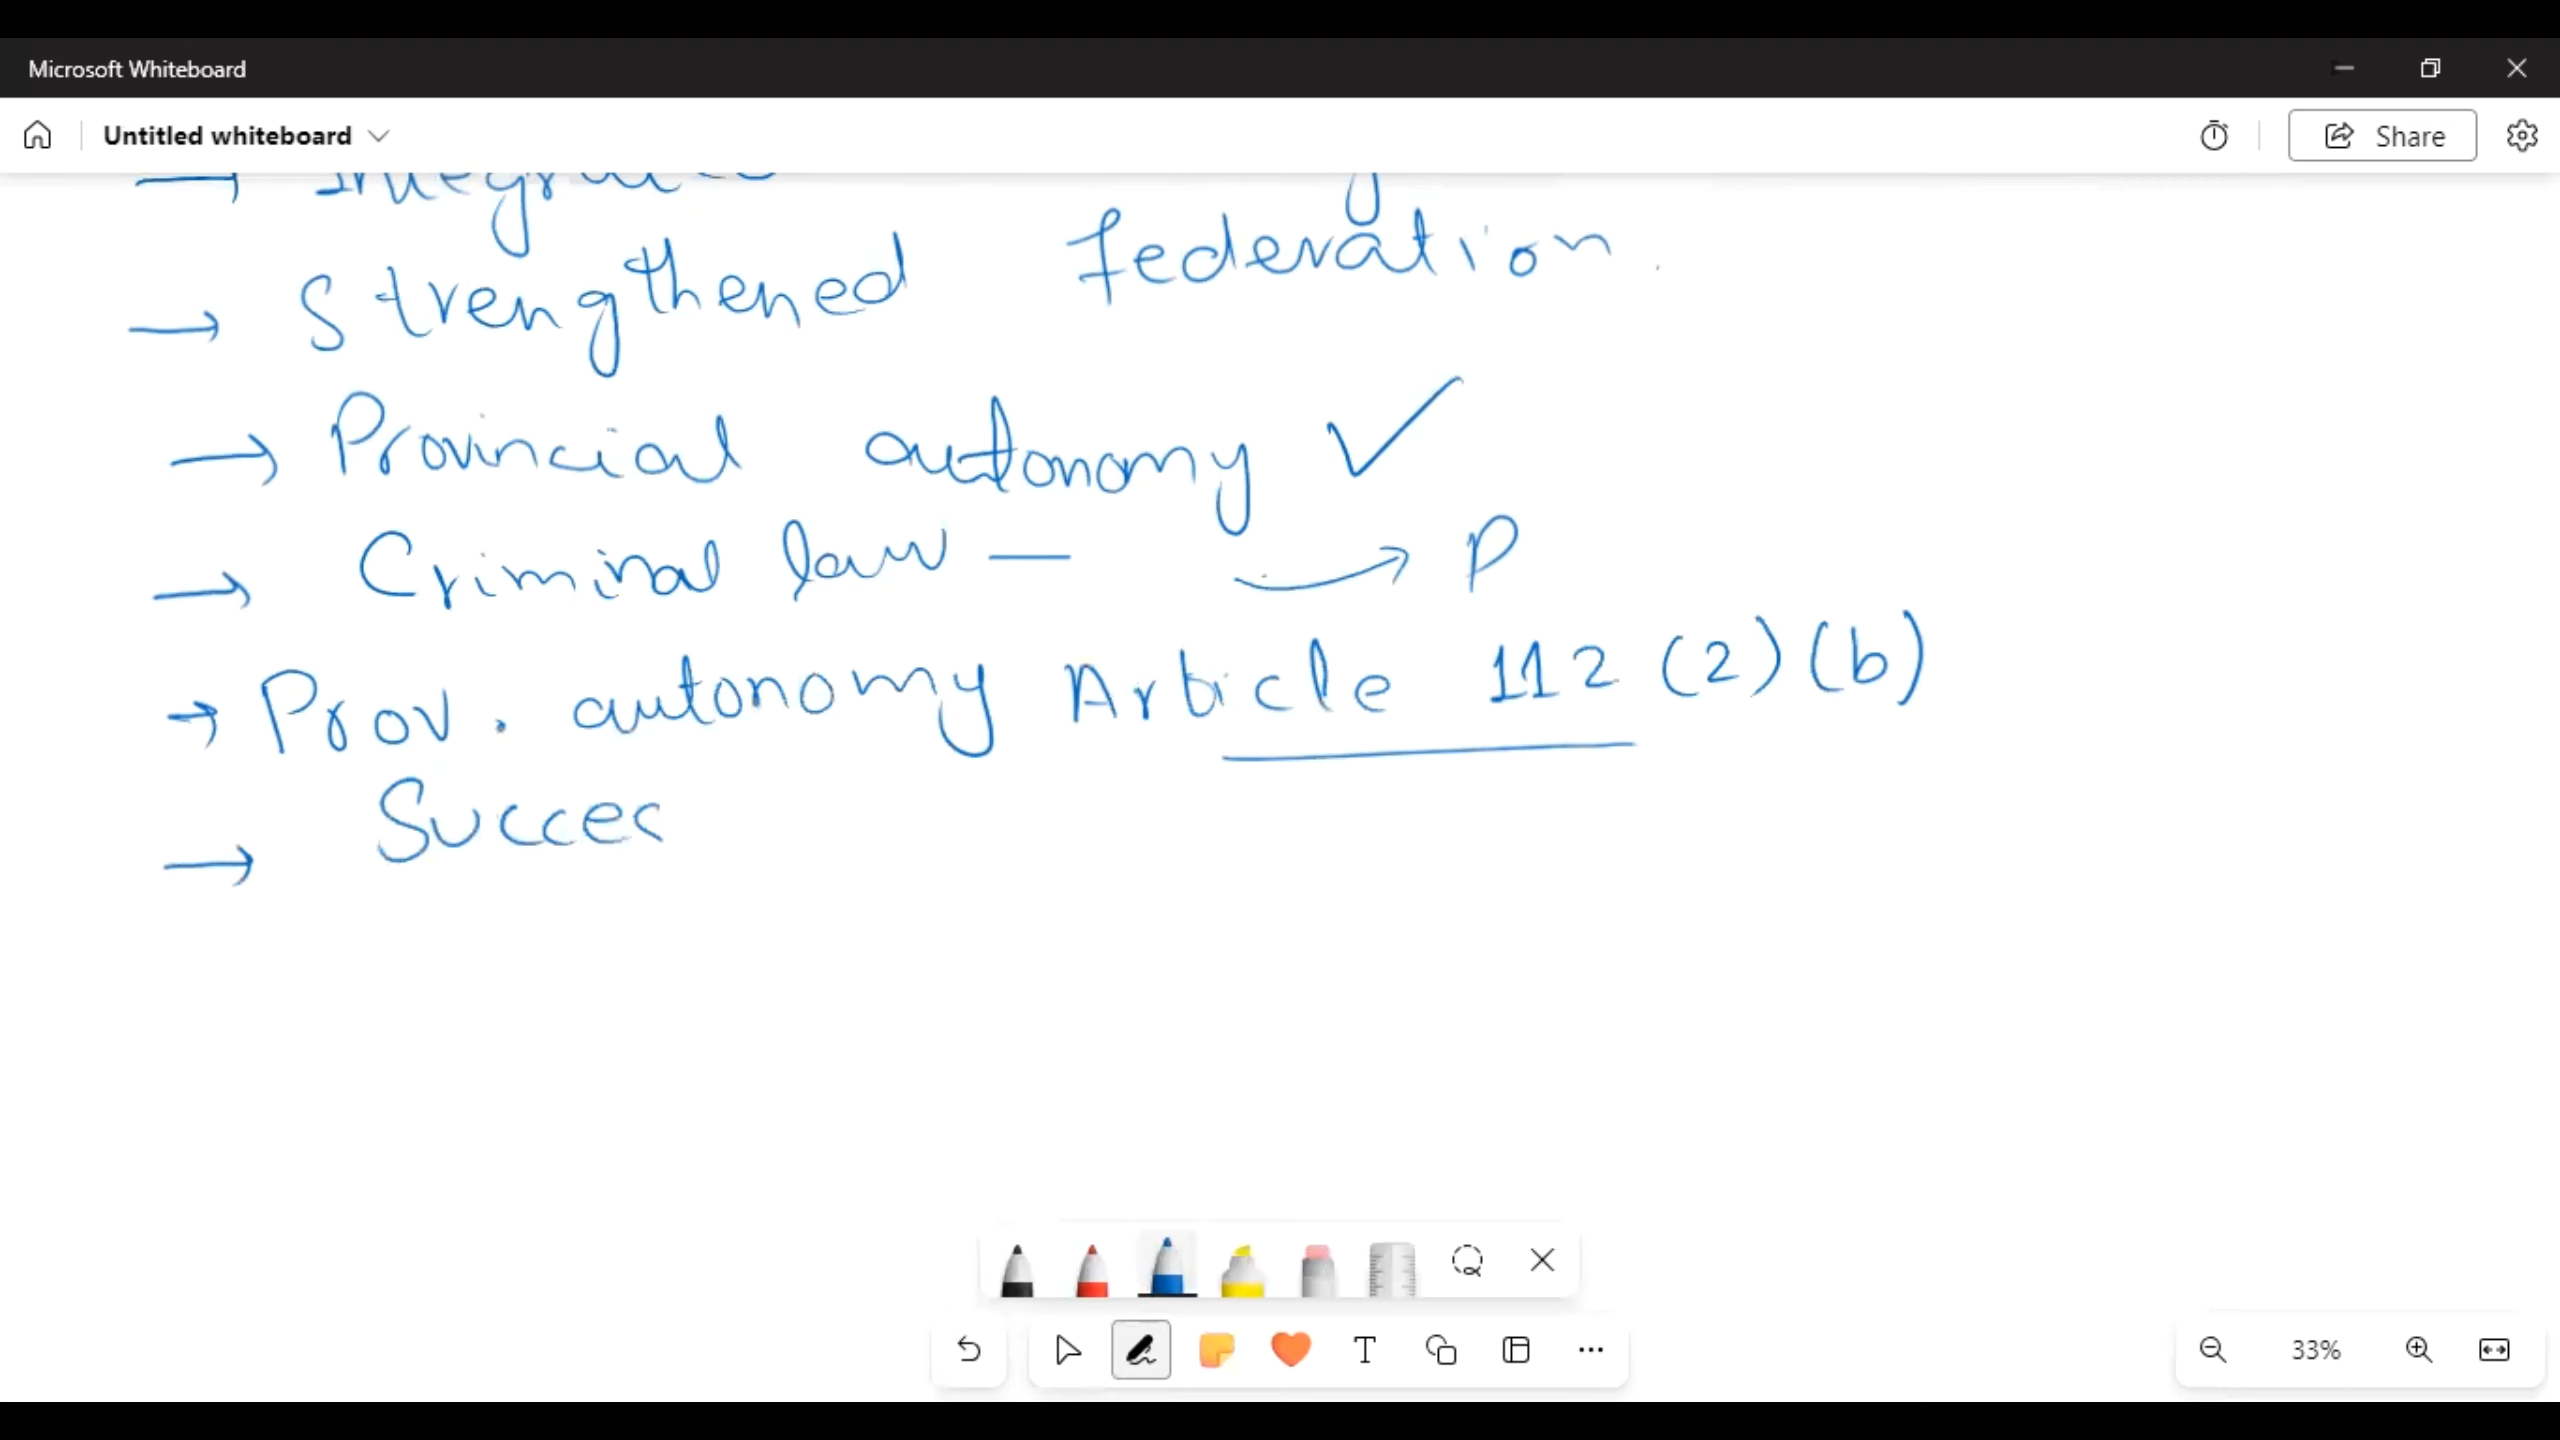 Microsoft Whiteboard
Untitled whiteboard
Share
→ Strengthened federation.
→ Provincial autonomy ✓
→ Criminal law — → P
→ Prov. autonomy Article 112 (2) (b)
→ Succes
33%